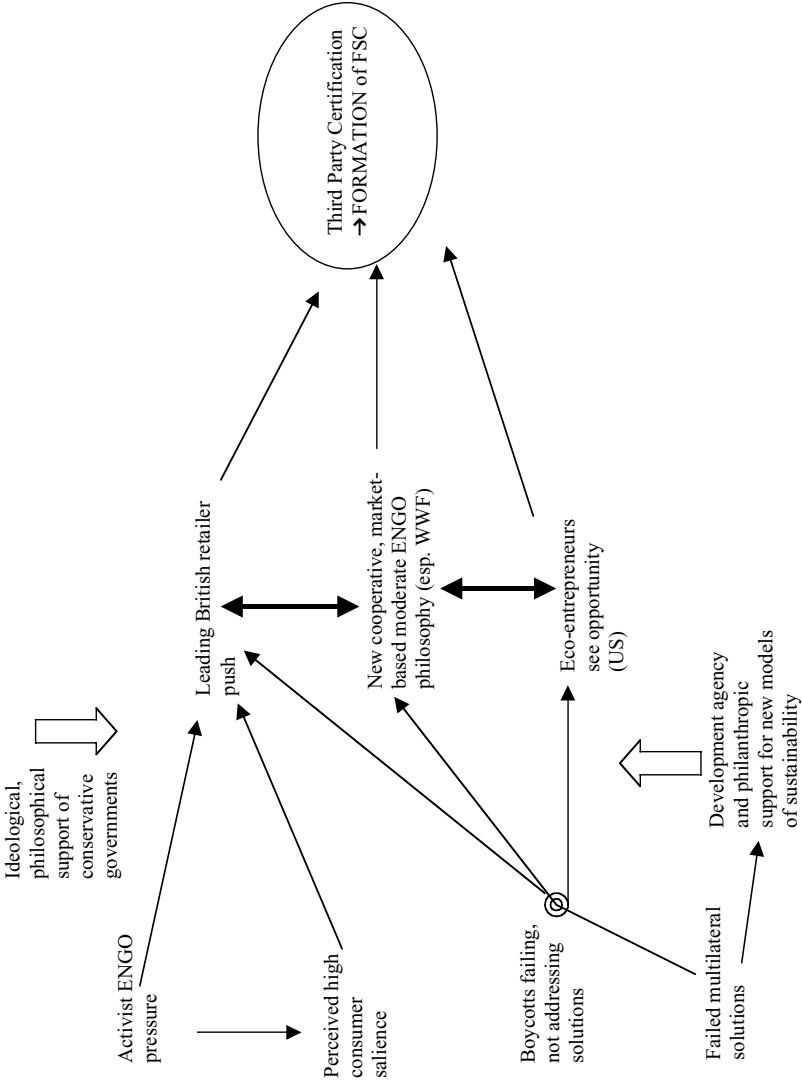 Ideological,
philosophical
support of
conservative
governments
Activist ENGO
pressure
Perceived high
consumer
salience
Boycotts failing,
not addressing
solutions
Failed multilateral
solutions
Leading British retailer
push
New cooperative, market-
based moderate ENGO
philosophy (esp. WWF)
Eco-entrepreneurs
see opportunity
(US)
Development agency
and philanthropic
support for new models
of sustainability
Third Party Certification
→FORMATION of FSC